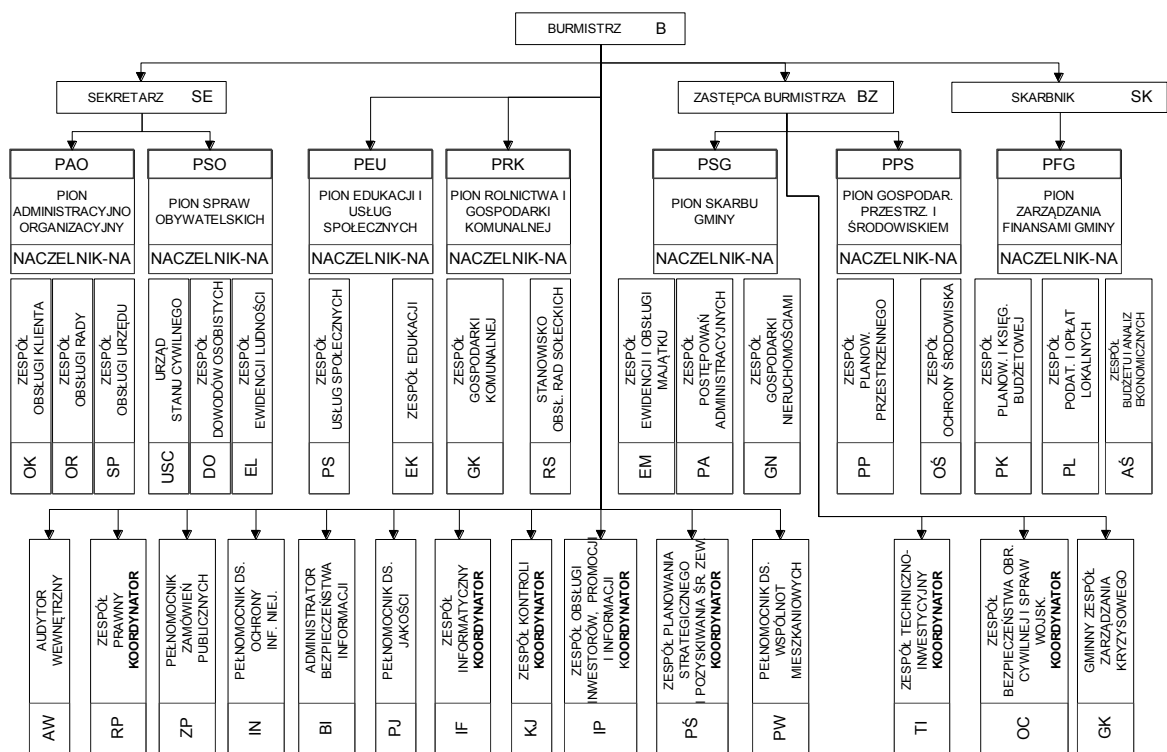 BURMISTRZ B
SEKRETARZ SE
ZASTĘPCA BURMISTRZA BZ
SKARBNIK SK
PAO
PION
ADMINISTRACYJNO
ORGANIZACYJNY
NACZELNIK-NA
PSO
PION SPRAW
OBYWATELSKICH
NACZELNIK-NA
PEU
PION EDUKACJI I
USŁUG
SPOŁECZNYCH
NACZELNIK-NA
PRK
PION ROLNICTWA I
GOSPODARKI
KOMUNALNEJ
NACZELNIK-NA
PSG
PION SKARBU
GMINY
NACZELNIK-NA
PPS
PION GOSPODAR.
PRZESTRZ. I
ŚRODOWISKIEM
NACZELNIK-NA
PFG
PION
ZARZĄDZANIA
FINANSAMI GMINY
NACZELNIK-NA
ZESPÓŁ
OBSŁUGI KLIENTA
OK
ZESPÓŁ
OBSŁUGI RADY
OR
ZESPÓŁ
OBSŁUGI URZĘDU
SP
URZĄD
STANU CYWILNEGO
USC
ZESPÓŁ
DOWODÓW OSOBISTYCH
DO
ZESPÓŁ
EWIDENCJI LUDNOŚCI
EL
ZESPÓŁ
USŁUG SPOŁECZNYCH
PS
ZESPÓŁ EDUKACJI
EK
ZESPÓŁ
GOSPODARKI
KOMUNALNEJ
GK
STANOWISKO
OBSŁ. RAD SOŁECKICH
RS
ZESPÓŁ
EWIDENCJI I OBSŁUGI
MAJĄTKU
EM
ZESPÓŁ
POSTĘPOWAŃ
ADMINISTRACYJNYCH
PA
ZESPÓŁ
GOSPODARKI
NIERUCHOMOŚCIAMI
GN
ZESPÓŁ
PLANOW.
PRZESTRZENNEGO
PP
ZESPÓŁ
OCHRONY ŚRODOWISKA
OŚ
ZESPÓŁ
PLANOW. I KSIĘG.
BUDŻETOWEJ
PK
ZESPÓŁ
PODAT. I OPŁAT
LOKALNYCH
PL
ZESPÓŁ
BUDŻETU I ANALIZ
EKONOMICZNYCH
AŚ
AUDYTOR
WEWNĘTRZNY
AW
ZESPÓŁ
PRAWNY
KOORDYNATOR
RP
PEŁNOMOCNIK
ZAMÓWIEŃ
PUBLICZNYCH
ZP
PEŁNOMOCNIK DS.
OCHRONY
INF. NIEJ.
IN
ADMINISTRATOR
BEZPIECZEŃSTWA
INFORMACJI
BI
PEŁNOMOCNIK DS.
JAKOŚCI
PJ
ZESPÓŁ
INFORMATYCZNY
KOORDYNATOR
IF
ZESPÓŁ KONTROLI
KOORDYNATOR
KJ
ZESPÓŁ OBSŁUGI
INWESTORÓW, PROMOCJI
I INFORMACJI
KOORDYNATOR
IP
ZESPÓŁ PLANOWANIA
STRATEGICZNEGO
I POZYSKIWANIA ŚR. ZEW.
KOORDYNATOR
PŚ
PEŁNOMOCNIK DS.
WSPÓLNOT
MIESZKANIOWYCH
PW
ZESPÓŁ TECHNICZNO-
INWESTYCYJNY
KOORDYNATOR
TI
ZESPÓŁ
BEZPIECZEŃSTWA OBR.
CYWILNEJ I SPRAW
WOJSK.
KOORDYNATOR
OC
GMINNY ZESPÓŁ
ZARZĄDZANIA
KRYZYSOWEGO
GK